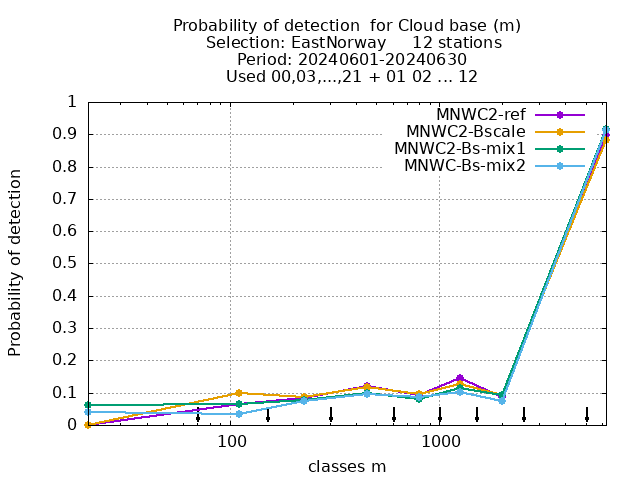 Probability of detection  for Cloud base (m)
Selection: EastNorway     12 stations
Period: 20240601-20240630
Used 00,03,...,21 + 01 02 ... 12
MNWC2-ref
MNWC2-Bscale
MNWC2-Bs-mix1
MNWC-Bs-mix2
Probability of detection
1
0.9
0.8
0.7
0.6
0.5
0.4
0.3
0.2
0.1
0
100
1000
classes m